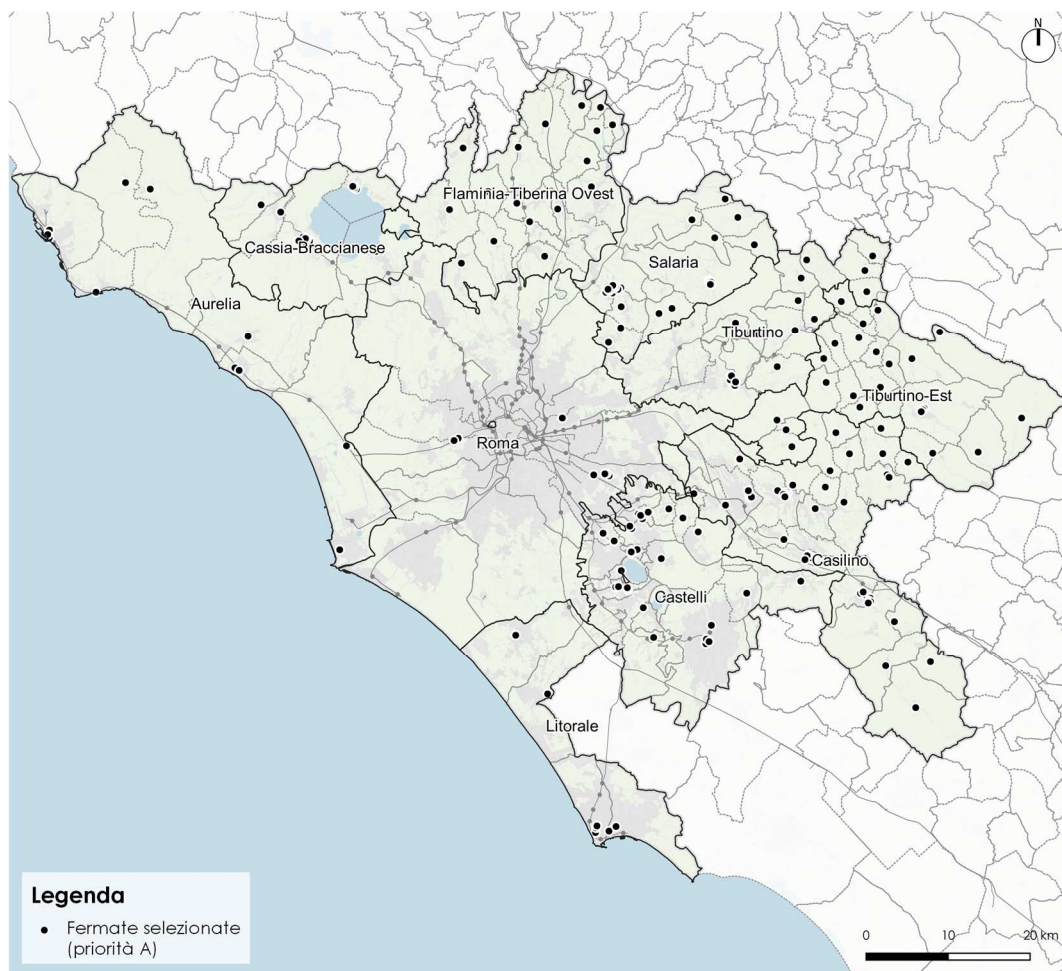 N
Flaminia-Tiberina Ovest
Cassia-Braccianese
Salaria
Aurelia
Tiburtino
Tiburtino-Est
Roma
Casilino
Castelli
Litorale
Legenda
Fermate selezionate
(priorità A)
0 10 20 km